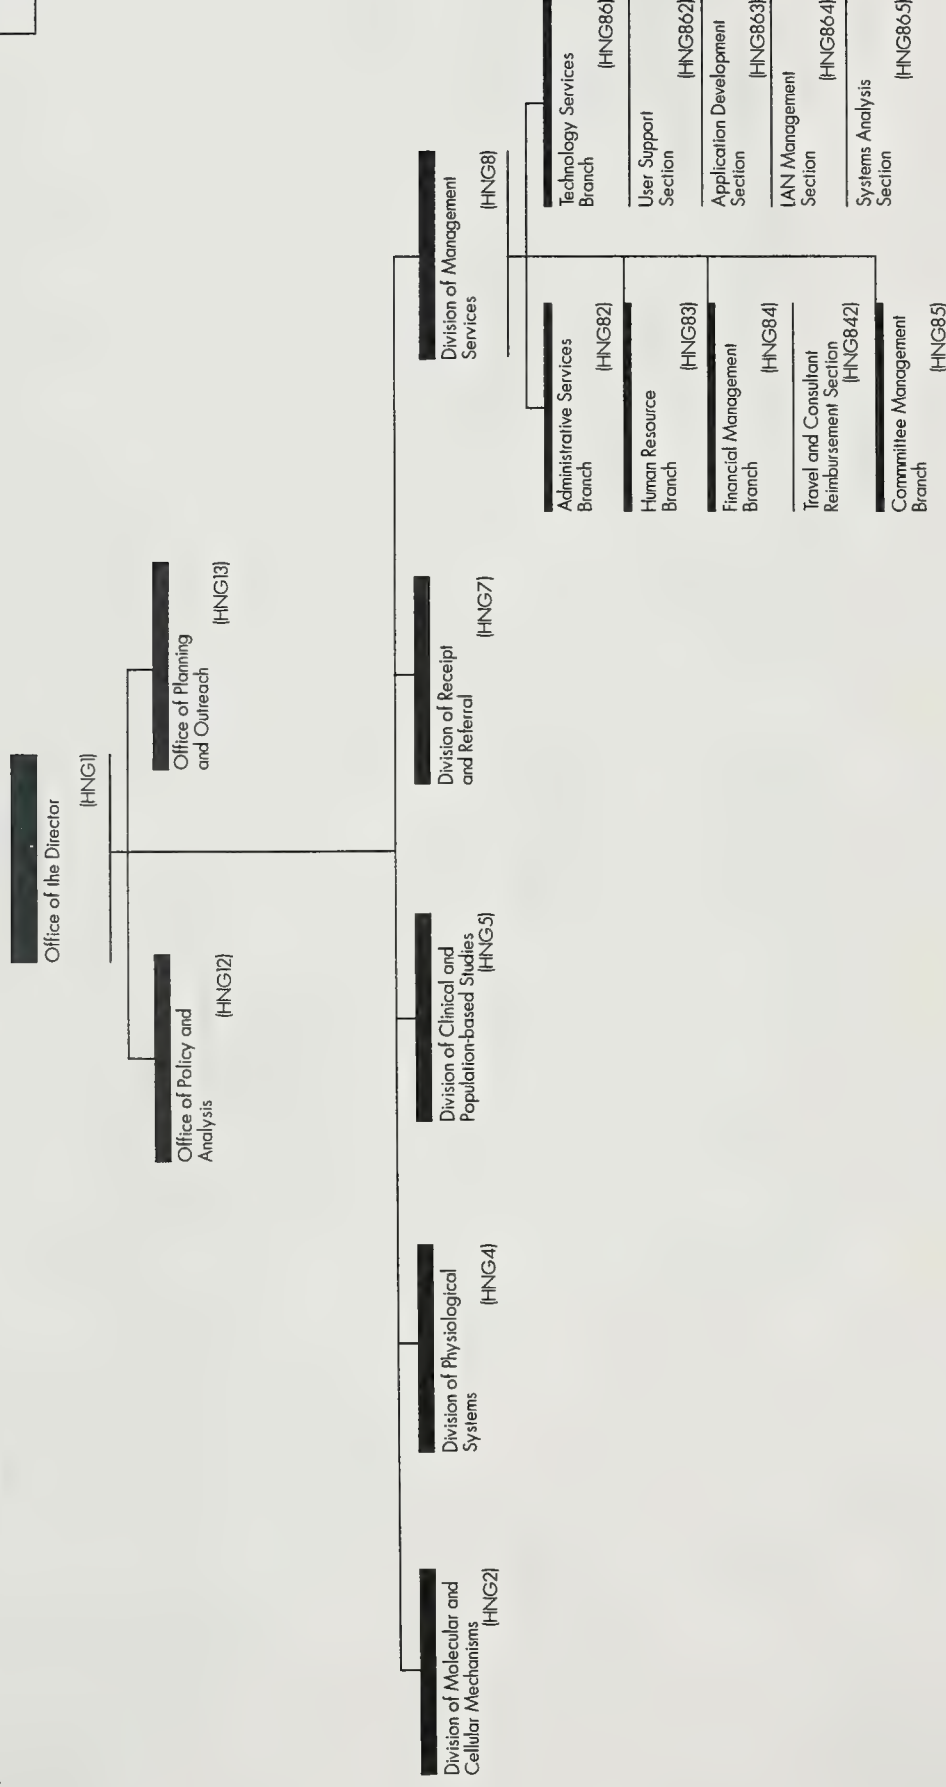 Office of the Director
(HNG1)
Office of Policy and
Analysis
(HNG12)
Office of Planning
and Outreach
(HNG13)
Division of Molecular and
Cellular Mechanisms
(HNG2)
Division of Physiological
Systems
(HNG4)
Division of Clinical and
Population-based Studies
(HNG5)
Division of Receipt
and Referral
(HNG7)
Division of Management
Services
(HNG8)
Administrative Services
Branch
(HNG82)
Human Resource
Branch
(HNG83)
Financial Management
Branch
(HNG84)
Travel and Consultant
Reimbursement Section
(HNG842)
Committee Management
Branch
(HNG85)
Technology Services
Branch
(HNG86)
User Support
Section
(HNG862)
Application Development
Section
(HNG863)
LAN Management
Section
(HNG864)
Systems Analysis
Section
(HNG865)